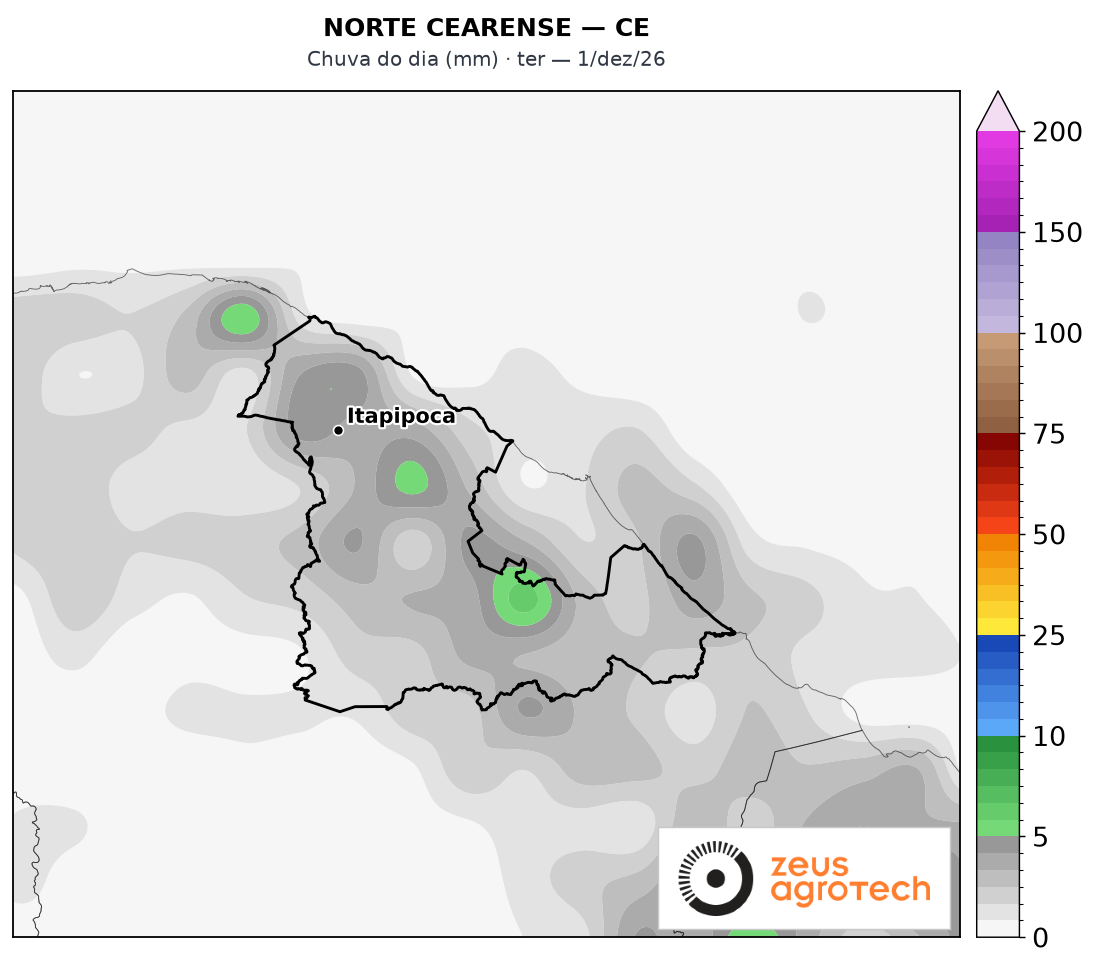 NORTE CEARENSE — CE
Chuva do dia (mm) · ter — 1/dez/26
200
150
100
75
50
25
10
5
0
Itapipoca
zeus
agrotech